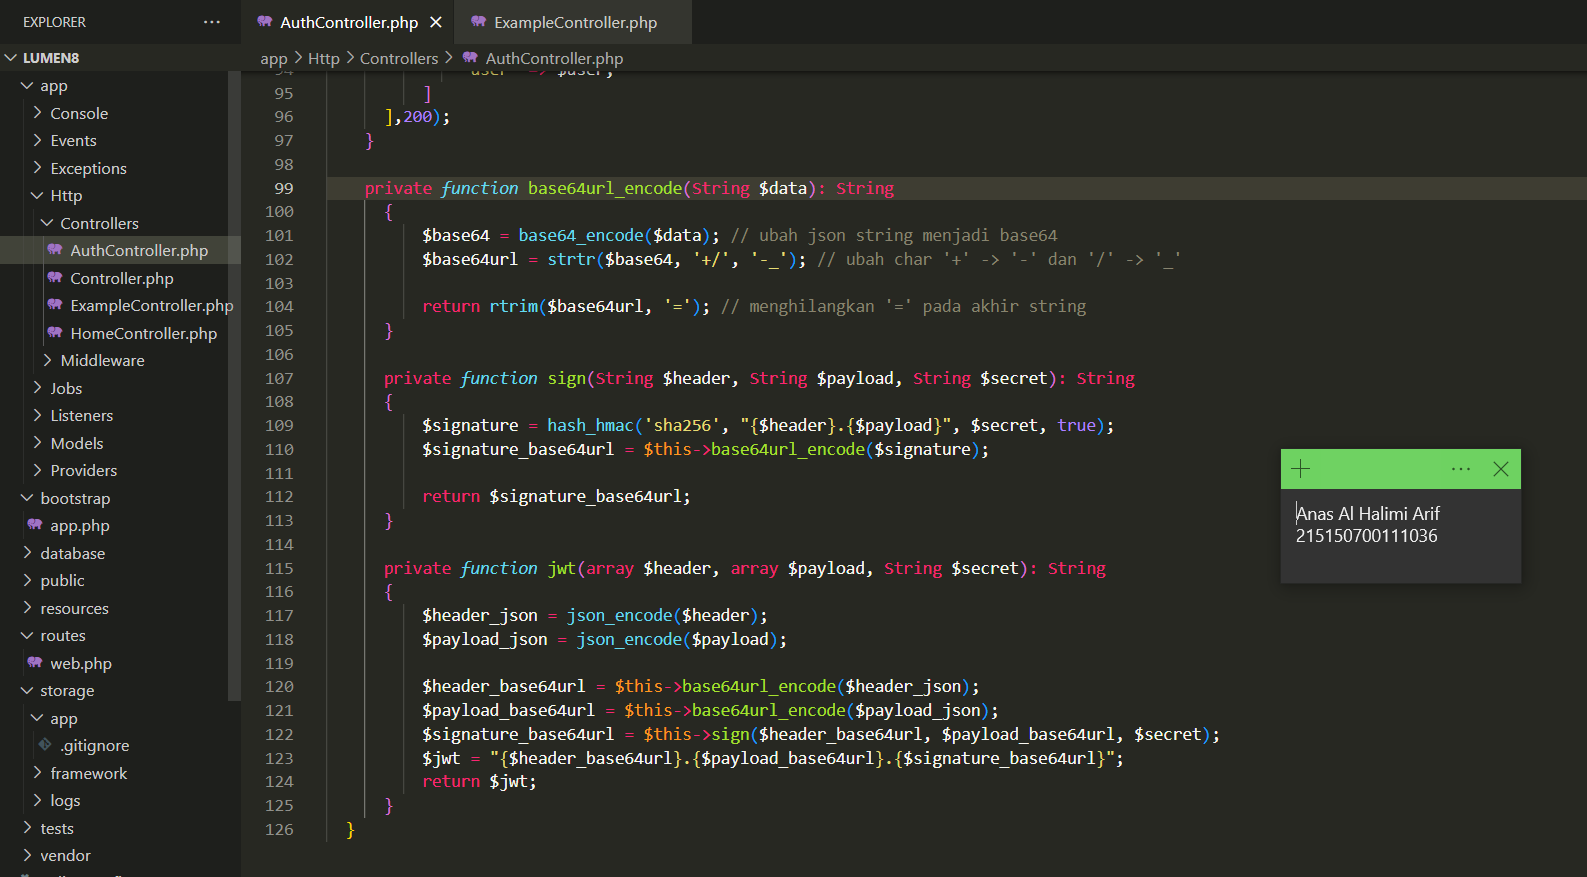 EXPLORER
LUMEN8
app
Console
Events
Exceptions
Http
Controllers
AuthController.php
Controller.php
ExampleController.php
HomeController.php
Middleware
Jobs
Listeners
Models
Providers
bootstrap
app.php
database
public
resources
routes
web.php
storage
app
.gitignore
framework
logs
tests
vendor
AuthController.php ExampleController.php
app > Http > Controllers > AuthController.php
95 ]
96 ],200);
97 }
98
99 private function base64url_encode(String $data): String
100 {
101 $base64 = base64_encode($data); // ubah json string menjadi base64
102 $base64url = strtr($base64, '+/', '-_'); // ubah char '+' -> '-' dan '/' -> '_'
103
104 return rtrim($base64url, '='); // menghilangkan '=' pada akhir string
105 }
106
107 private function sign(String $header, String $payload, String $secret): String
108 {
109 $signature = hash_hmac('sha256', "{$header}.{$payload}", $secret, true);
110 $signature_base64url = $this->base64url_encode($signature);
111
112 return $signature_base64url;
113 }
114
115 private function jwt(array $header, array $payload, String $secret): String
116 {
117 $header_json = json_encode($header);
118 $payload_json = json_encode($payload);
119
120 $header_base64url = $this->base64url_encode($header_json);
121 $payload_base64url = $this->base64url_encode($payload_json);
122 $signature_base64url = $this->sign($header_base64url, $payload_base64url, $secret);
123 $jwt = "{$header_base64url}.{$payload_base64url}.{$signature_base64url}";
124 return $jwt;
125 }
126 }
Anas Al Halimi Arif
215150700111036